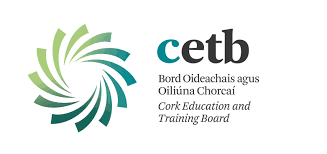 cetb
Bord Oideachais agus
Oiliúna Chorcaí
Cork Education and
Training Board